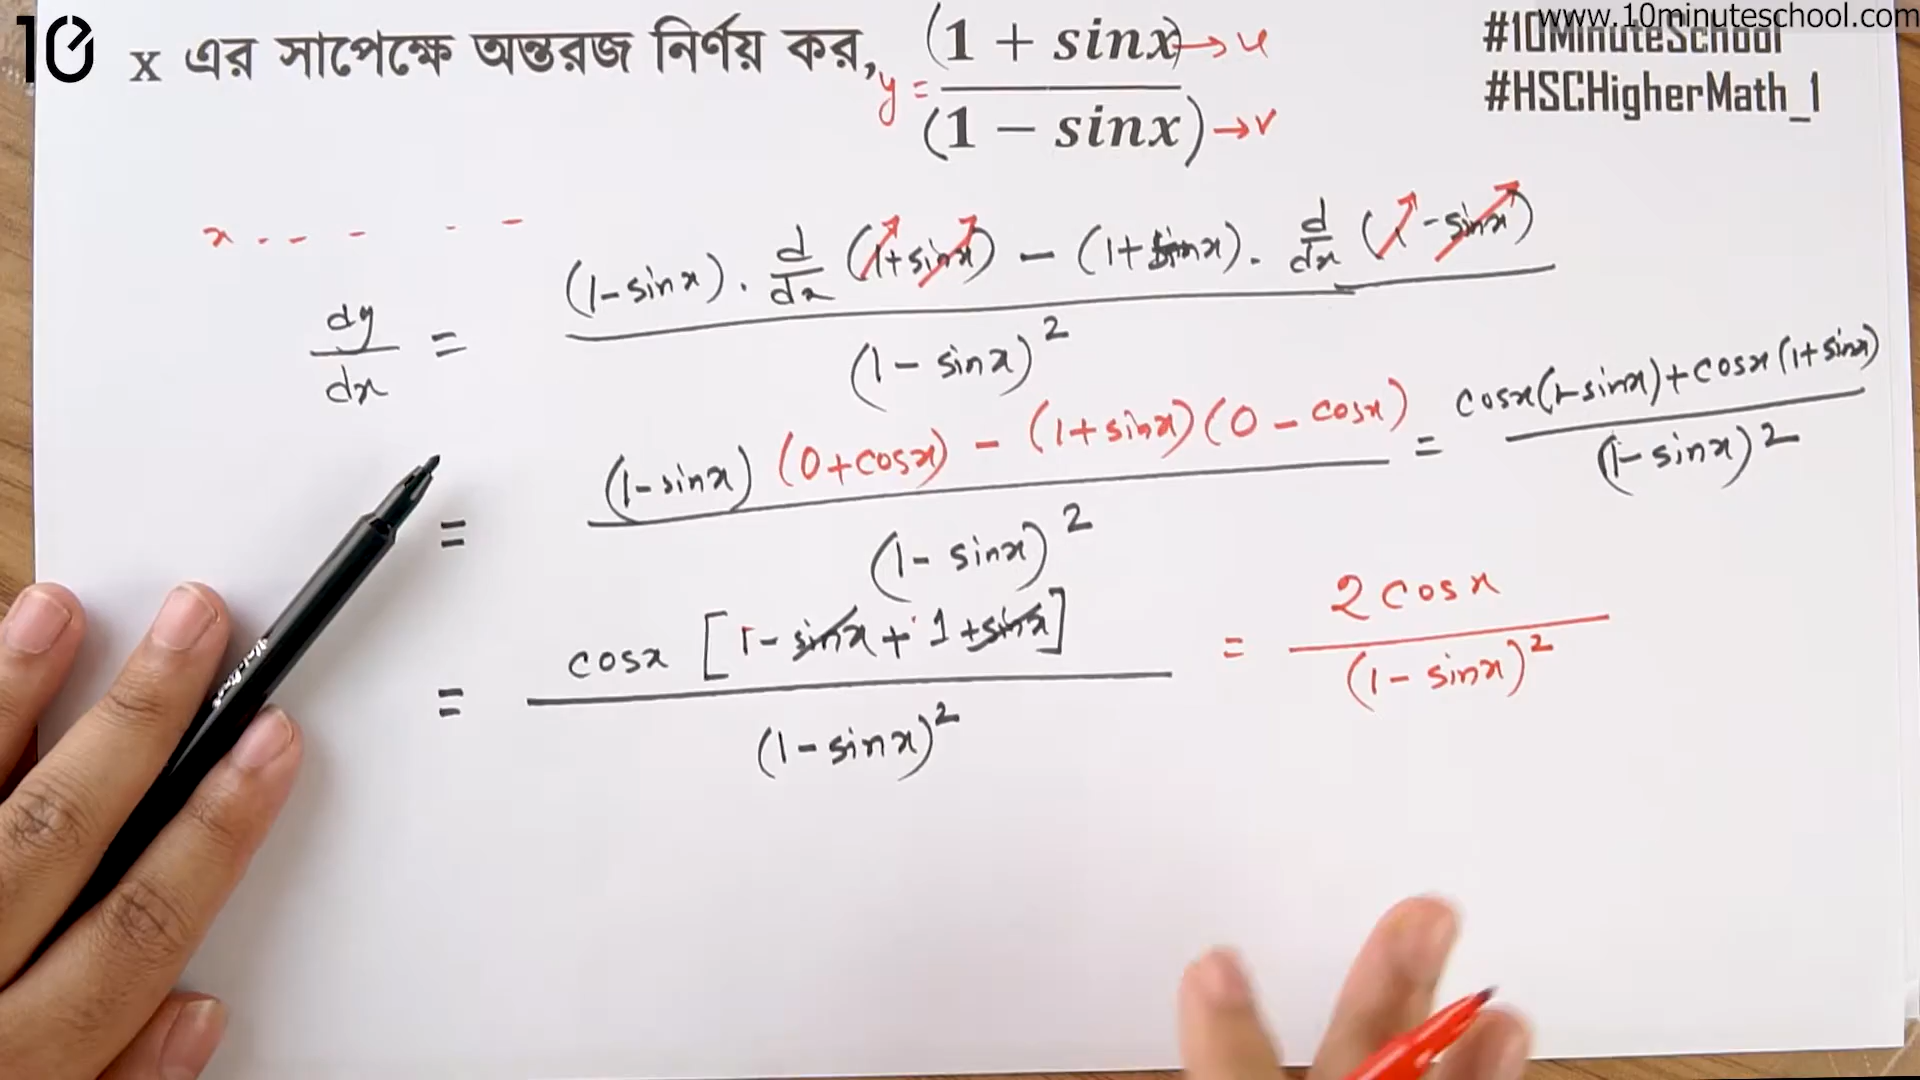 www.10minuteschool.com
10
x এর সাপেক্ষে অন্তরজ নির্ণয় কর, y = (1 + sinx) → u / (1 − sinx) → v
#10MinuteSchool
#HSCHigherMath_1
x - - - - -
dy/dx = (1-sinx) . d/dx (1+sinx) - (1+sinx) . d/dx (1-sinx) / (1-sinx)²
= (1-sinx) (0+cosx) - (1+sinx) (0-cosx) / (1-sinx)² = cosx(1-sinx)+cosx(1+sinx) / (1-sinx)²
= cosx [1-sinx+1+sinx] / (1-sinx)² = 2cosx / (1-sinx)²